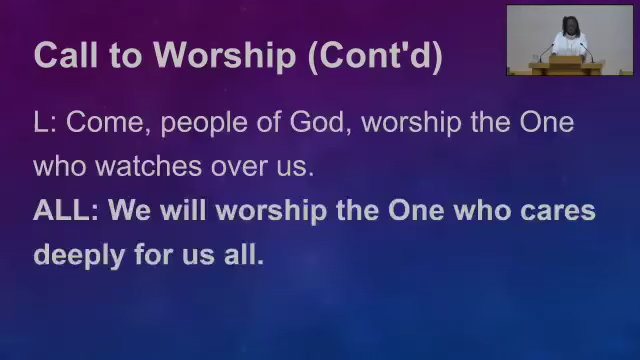 Call to Worship (Cont'd)
L: Come, people of God, worship the One
who watches over us.
ALL: We will worship the One who cares
deeply for us all.